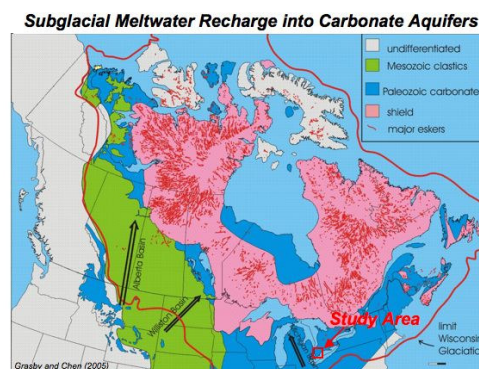 Subglacial Meltwater Recharge into Carbonate Aquifers
undifferentiated
Mesozoic clastics
Paleozoic carbonate
shield
major eskers
Alberta Basin
Williston Basin
Study Area
limit
Wisconsin
Glaciation
Grasby and Chen (2005)